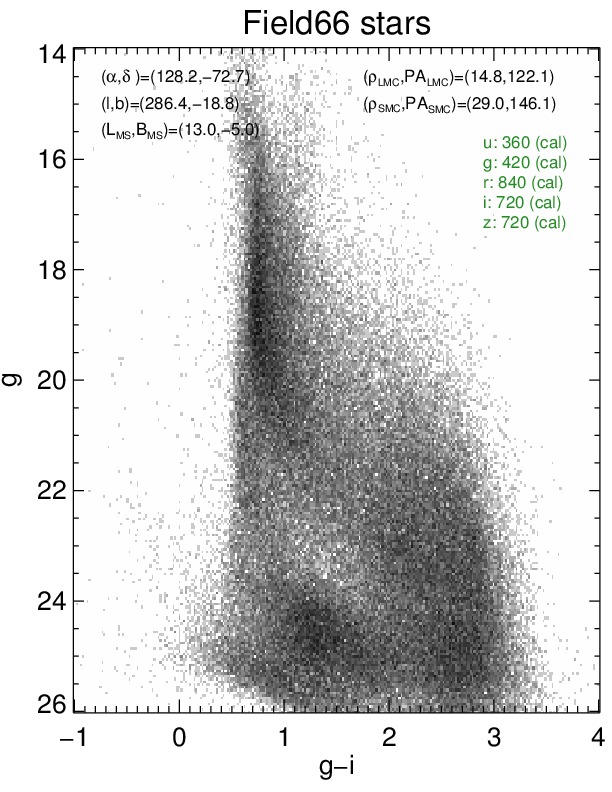 Field66 stars
(α,δ )=(128.2,−72.7)
(l,b)=(286.4,−18.8)
(LMS,BMS)=(13.0,−5.0)
(ρLMC,PALMC)=(14.8,122.1)
(ρSMC,PASMC)=(29.0,146.1)
u: 360 (cal)
g: 420 (cal)
r: 840 (cal)
i: 720 (cal)
z: 720 (cal)
14
16
18
20
22
24
26
g
−1 0 1 2 3 4
g−i